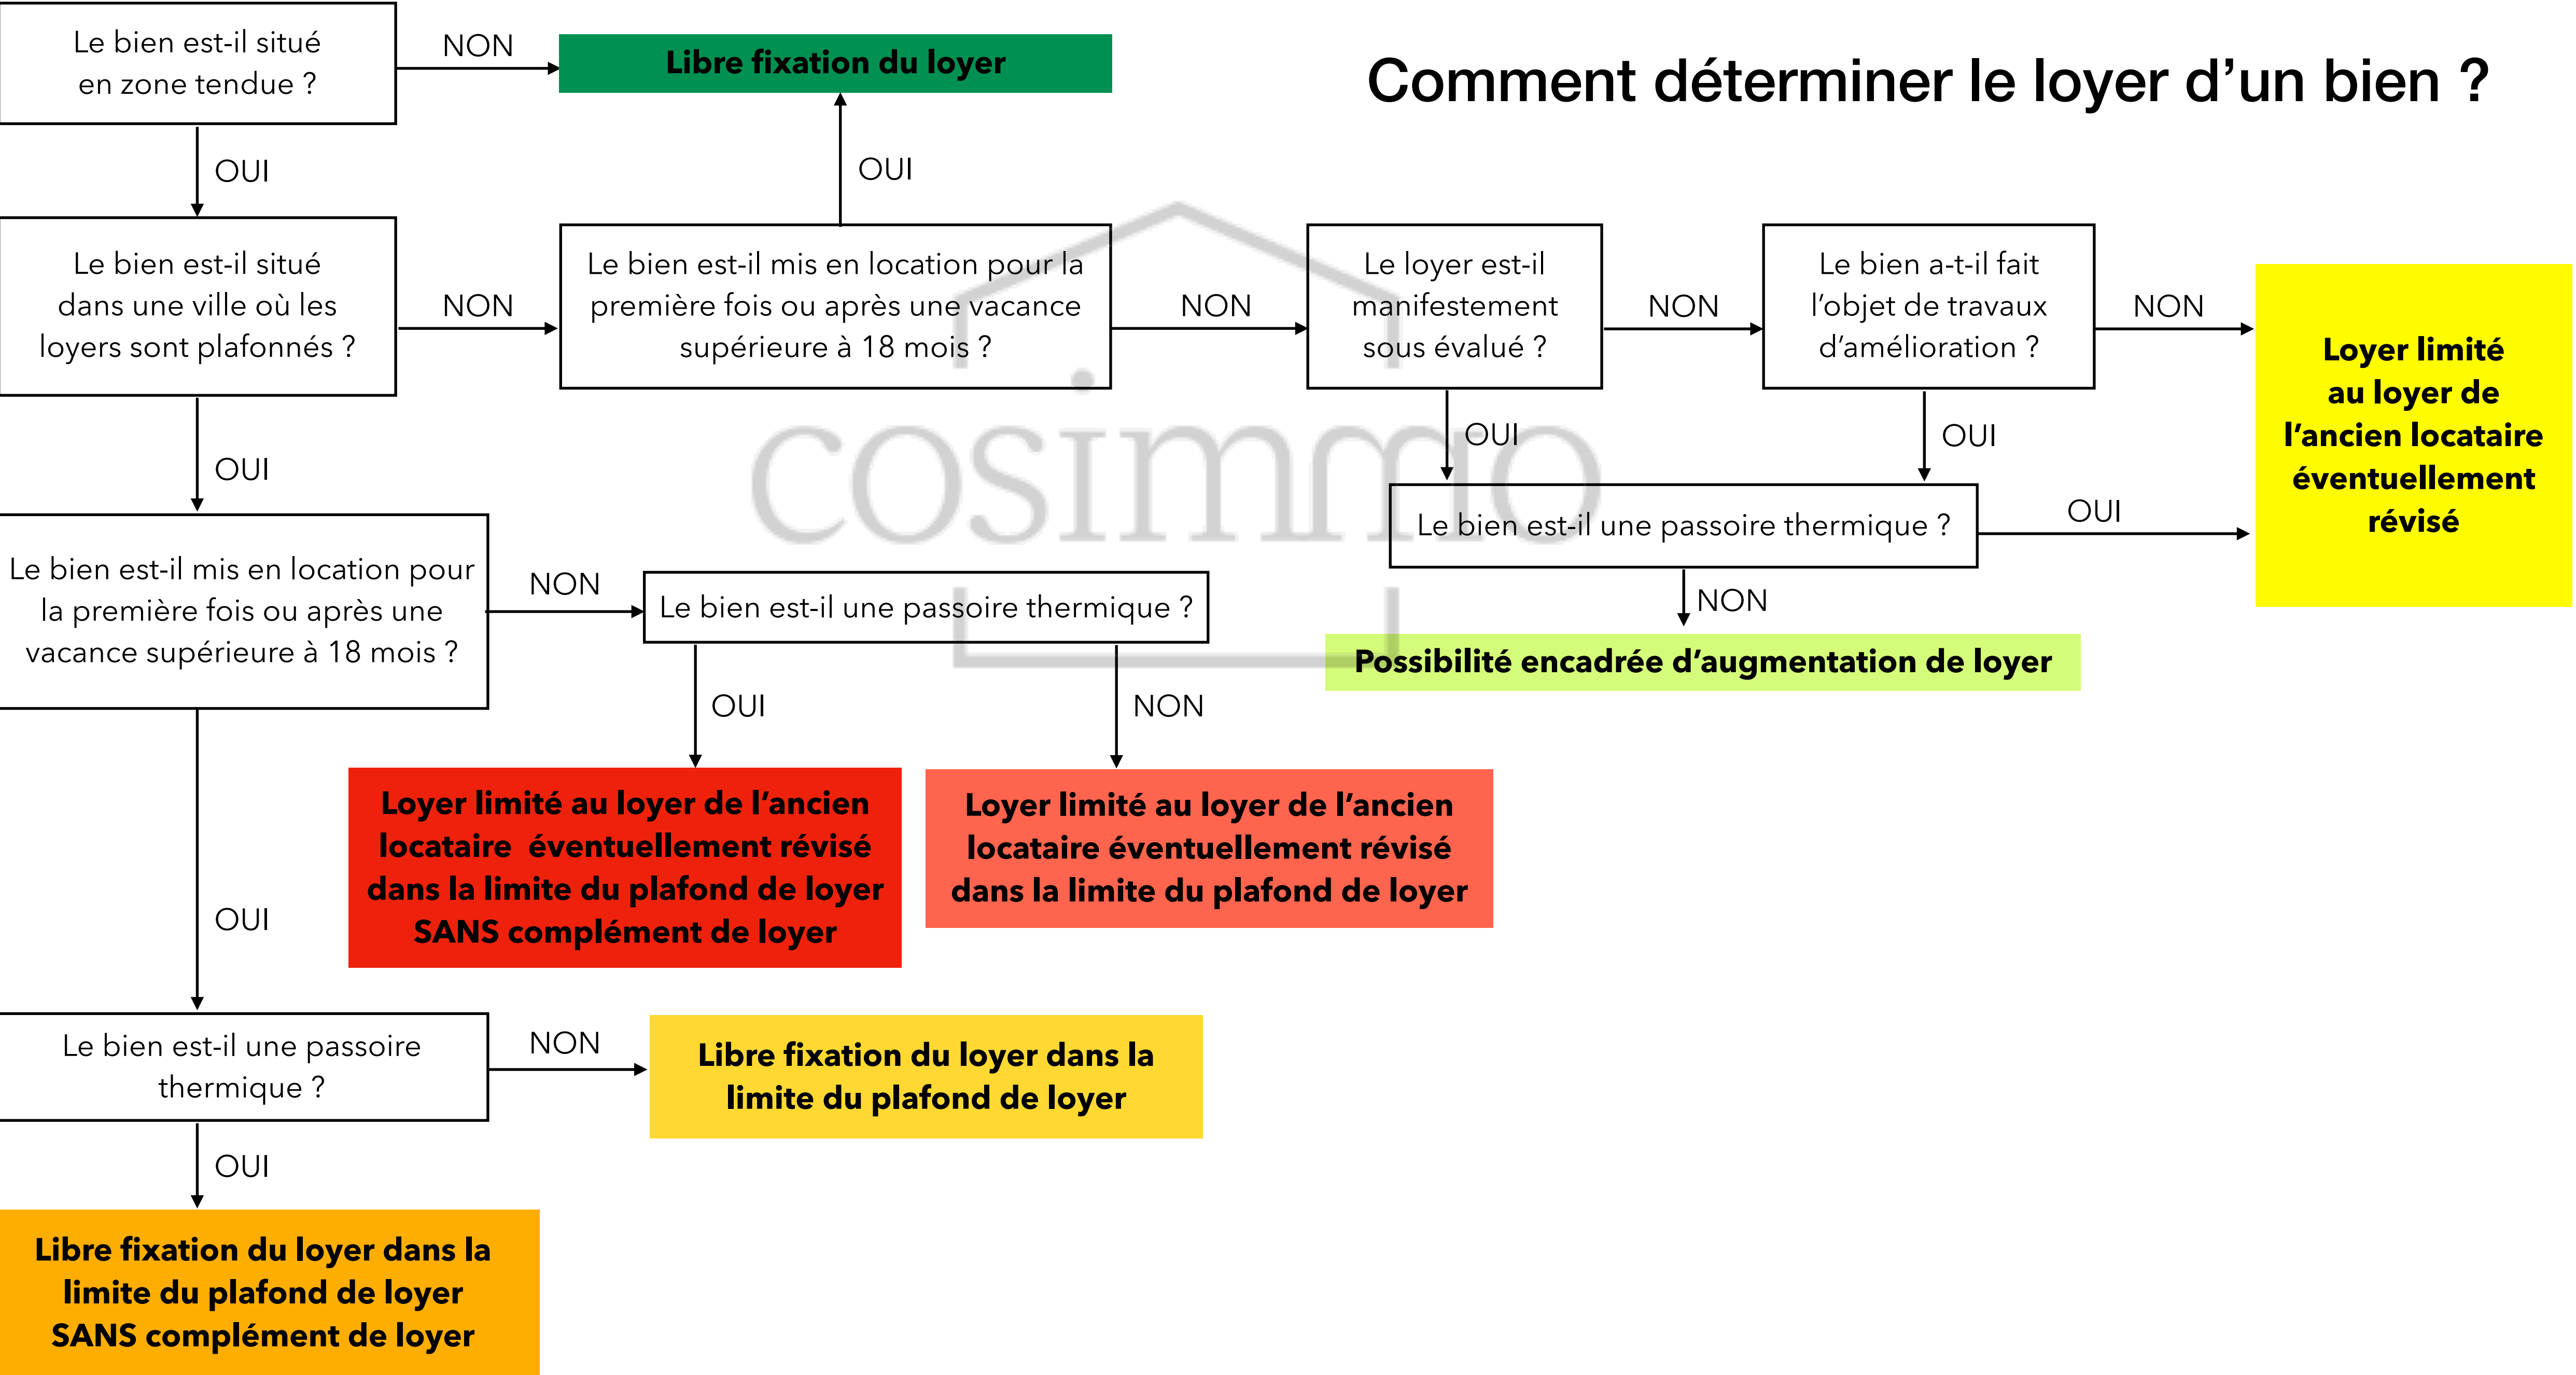 Comment déterminer le loyer d’un bien ?
Le bien est-il situé
en zone tendue ?
NON
Libre fixation du loyer
OUI
OUI
Le bien est-il situé
dans une ville où les
loyers sont plafonnés ?
NON
Le bien est-il mis en location pour la
première fois ou après une vacance
supérieure à 18 mois ?
NON
Le loyer est-il
manifestement
sous évalué ?
NON
Le bien a-t-il fait
l’objet de travaux
d’amélioration ?
NON
Loyer limité
au loyer de
l’ancien locataire
éventuellement
révisé
OUI
OUI
OUI
cosimmo
Le bien est-il une passoire thermique ?
OUI
NON
Possibilité encadrée d’augmentation de loyer
Le bien est-il mis en location pour
la première fois ou après une
vacance supérieure à 18 mois ?
NON
Le bien est-il une passoire thermique ?
OUI
NON
Loyer limité au loyer de l’ancien
locataire  éventuellement révisé
dans la limite du plafond de loyer
SANS complément de loyer
Loyer limité au loyer de l’ancien
locataire éventuellement révisé
dans la limite du plafond de loyer
OUI
Le bien est-il une passoire
thermique ?
NON
Libre fixation du loyer dans la
limite du plafond de loyer
OUI
Libre fixation du loyer dans la
limite du plafond de loyer
SANS complément de loyer